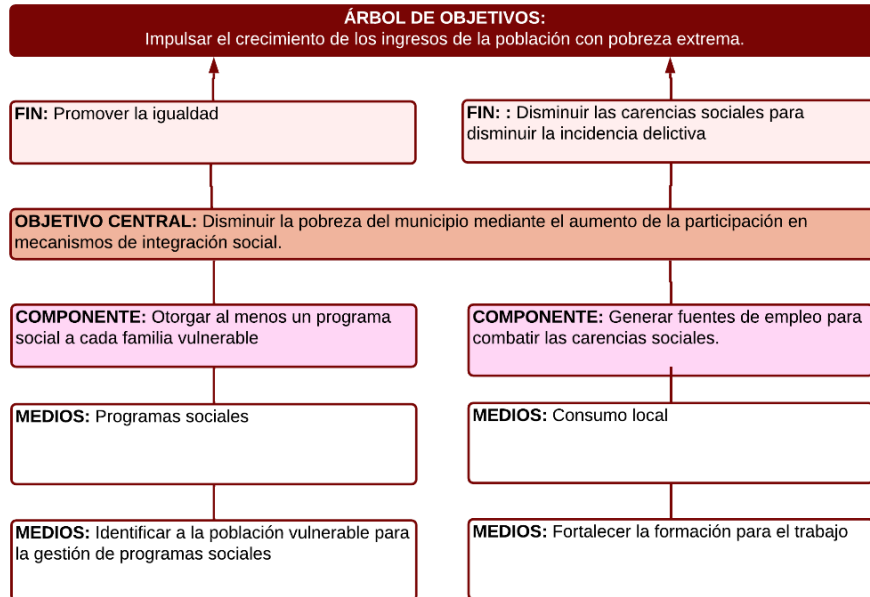 ÁRBOL DE OBJETIVOS:
Impulsar el crecimiento de los ingresos de la población con pobreza extrema.
FIN: Promover la igualdad
FIN: : Disminuir las carencias sociales para
disminuir la incidencia delictiva
OBJETIVO CENTRAL: Disminuir la pobreza del municipio mediante el aumento de la participación en
mecanismos de integración social.
COMPONENTE: Otorgar al menos un programa
social a cada familia vulnerable
COMPONENTE: Generar fuentes de empleo para
combatir las carencias sociales.
MEDIOS: Programas sociales
MEDIOS: Consumo local
MEDIOS: Identificar a la población vulnerable para
la gestión de programas sociales
MEDIOS: Fortalecer la formación para el trabajo